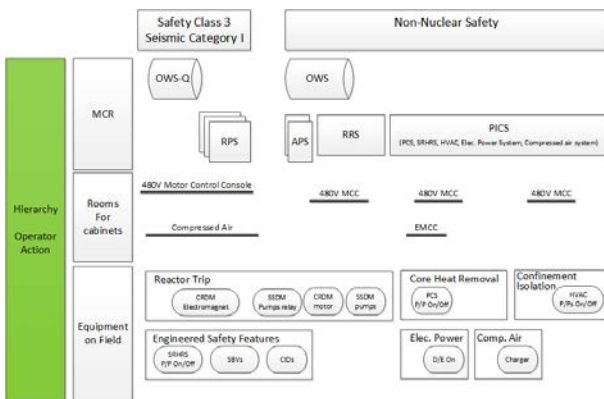 Safety Class 3
Seismic Category I
Non-Nuclear Safety
Hierarchy
Operator
Action
MCR
OWS-Q
OWS
RPS
APS
RRS
PICS
(PCS, SRHRS, HVAC, Elec. Power System, Compressed air system)
Rooms
For
cabinets
480V Motor Control Console
480V MCC
480V MCC
480V MCC
Compressed Air
EMCC
Equipment
on Field
Reactor Trip
CRDM
Electromagnet
SSDM
Pumps relay
CRDM
motor
SSDM
pumps
Core Heat Removal
PCS
P/P On/Off
Confinement
Isolation
HVAC
P/Ps On/Off
Engineered Safety Features
SRHRS
P/P On/Off
SBVs
CIDs
Elec. Power
D/E On
Comp. Air
Charger